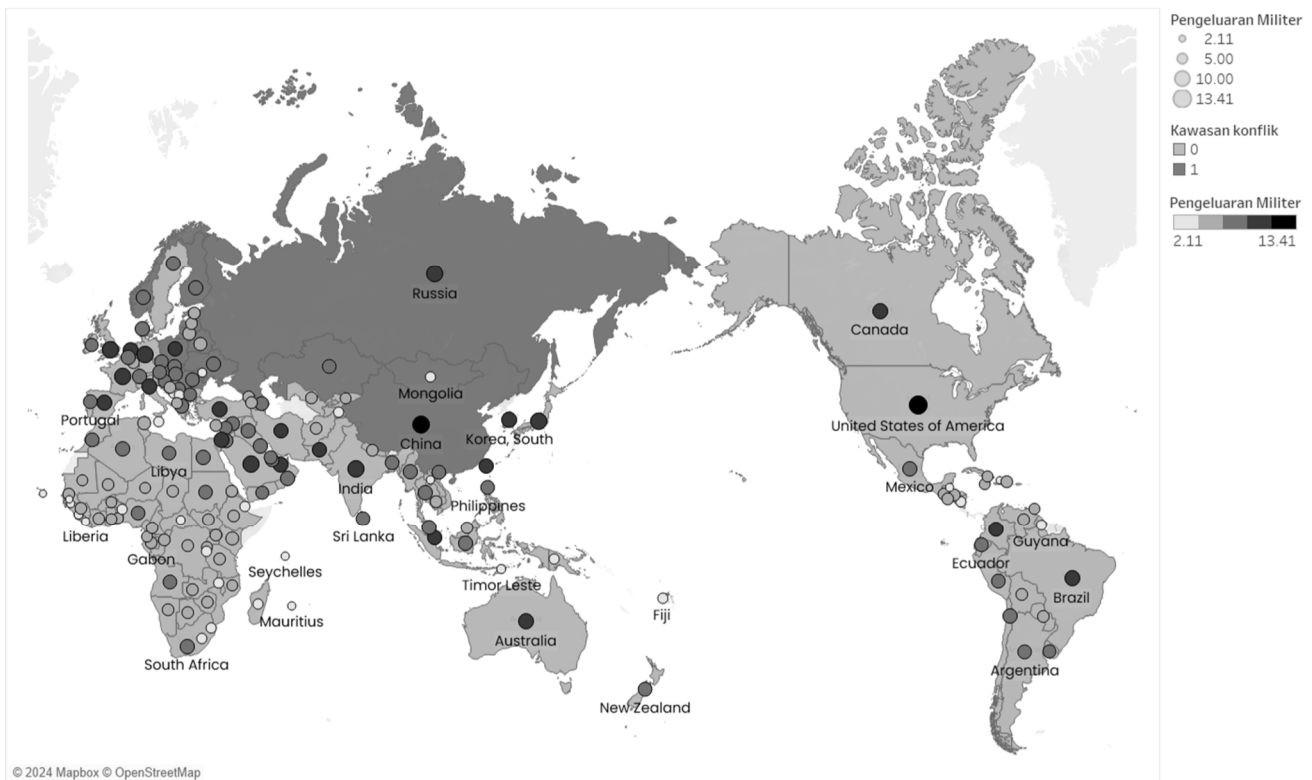 Pengeluaran Militer
2.11
5.00
10.00
13.41
Kawasan konflik
0
1
Pengeluaran Militer
2.11 13.41
Russia
Canada
Mongolia
Portugal
China
Korea, South
United States of America
Libya
India
Mexico
Philippines
Liberia
Sri Lanka
Guyana
Gabon
Ecuador
Seychelles
Timor Leste
Brazil
Mauritius
Fiji
Australia
South Africa
Argentina
New Zealand
© 2024 Mapbox © OpenStreetMap